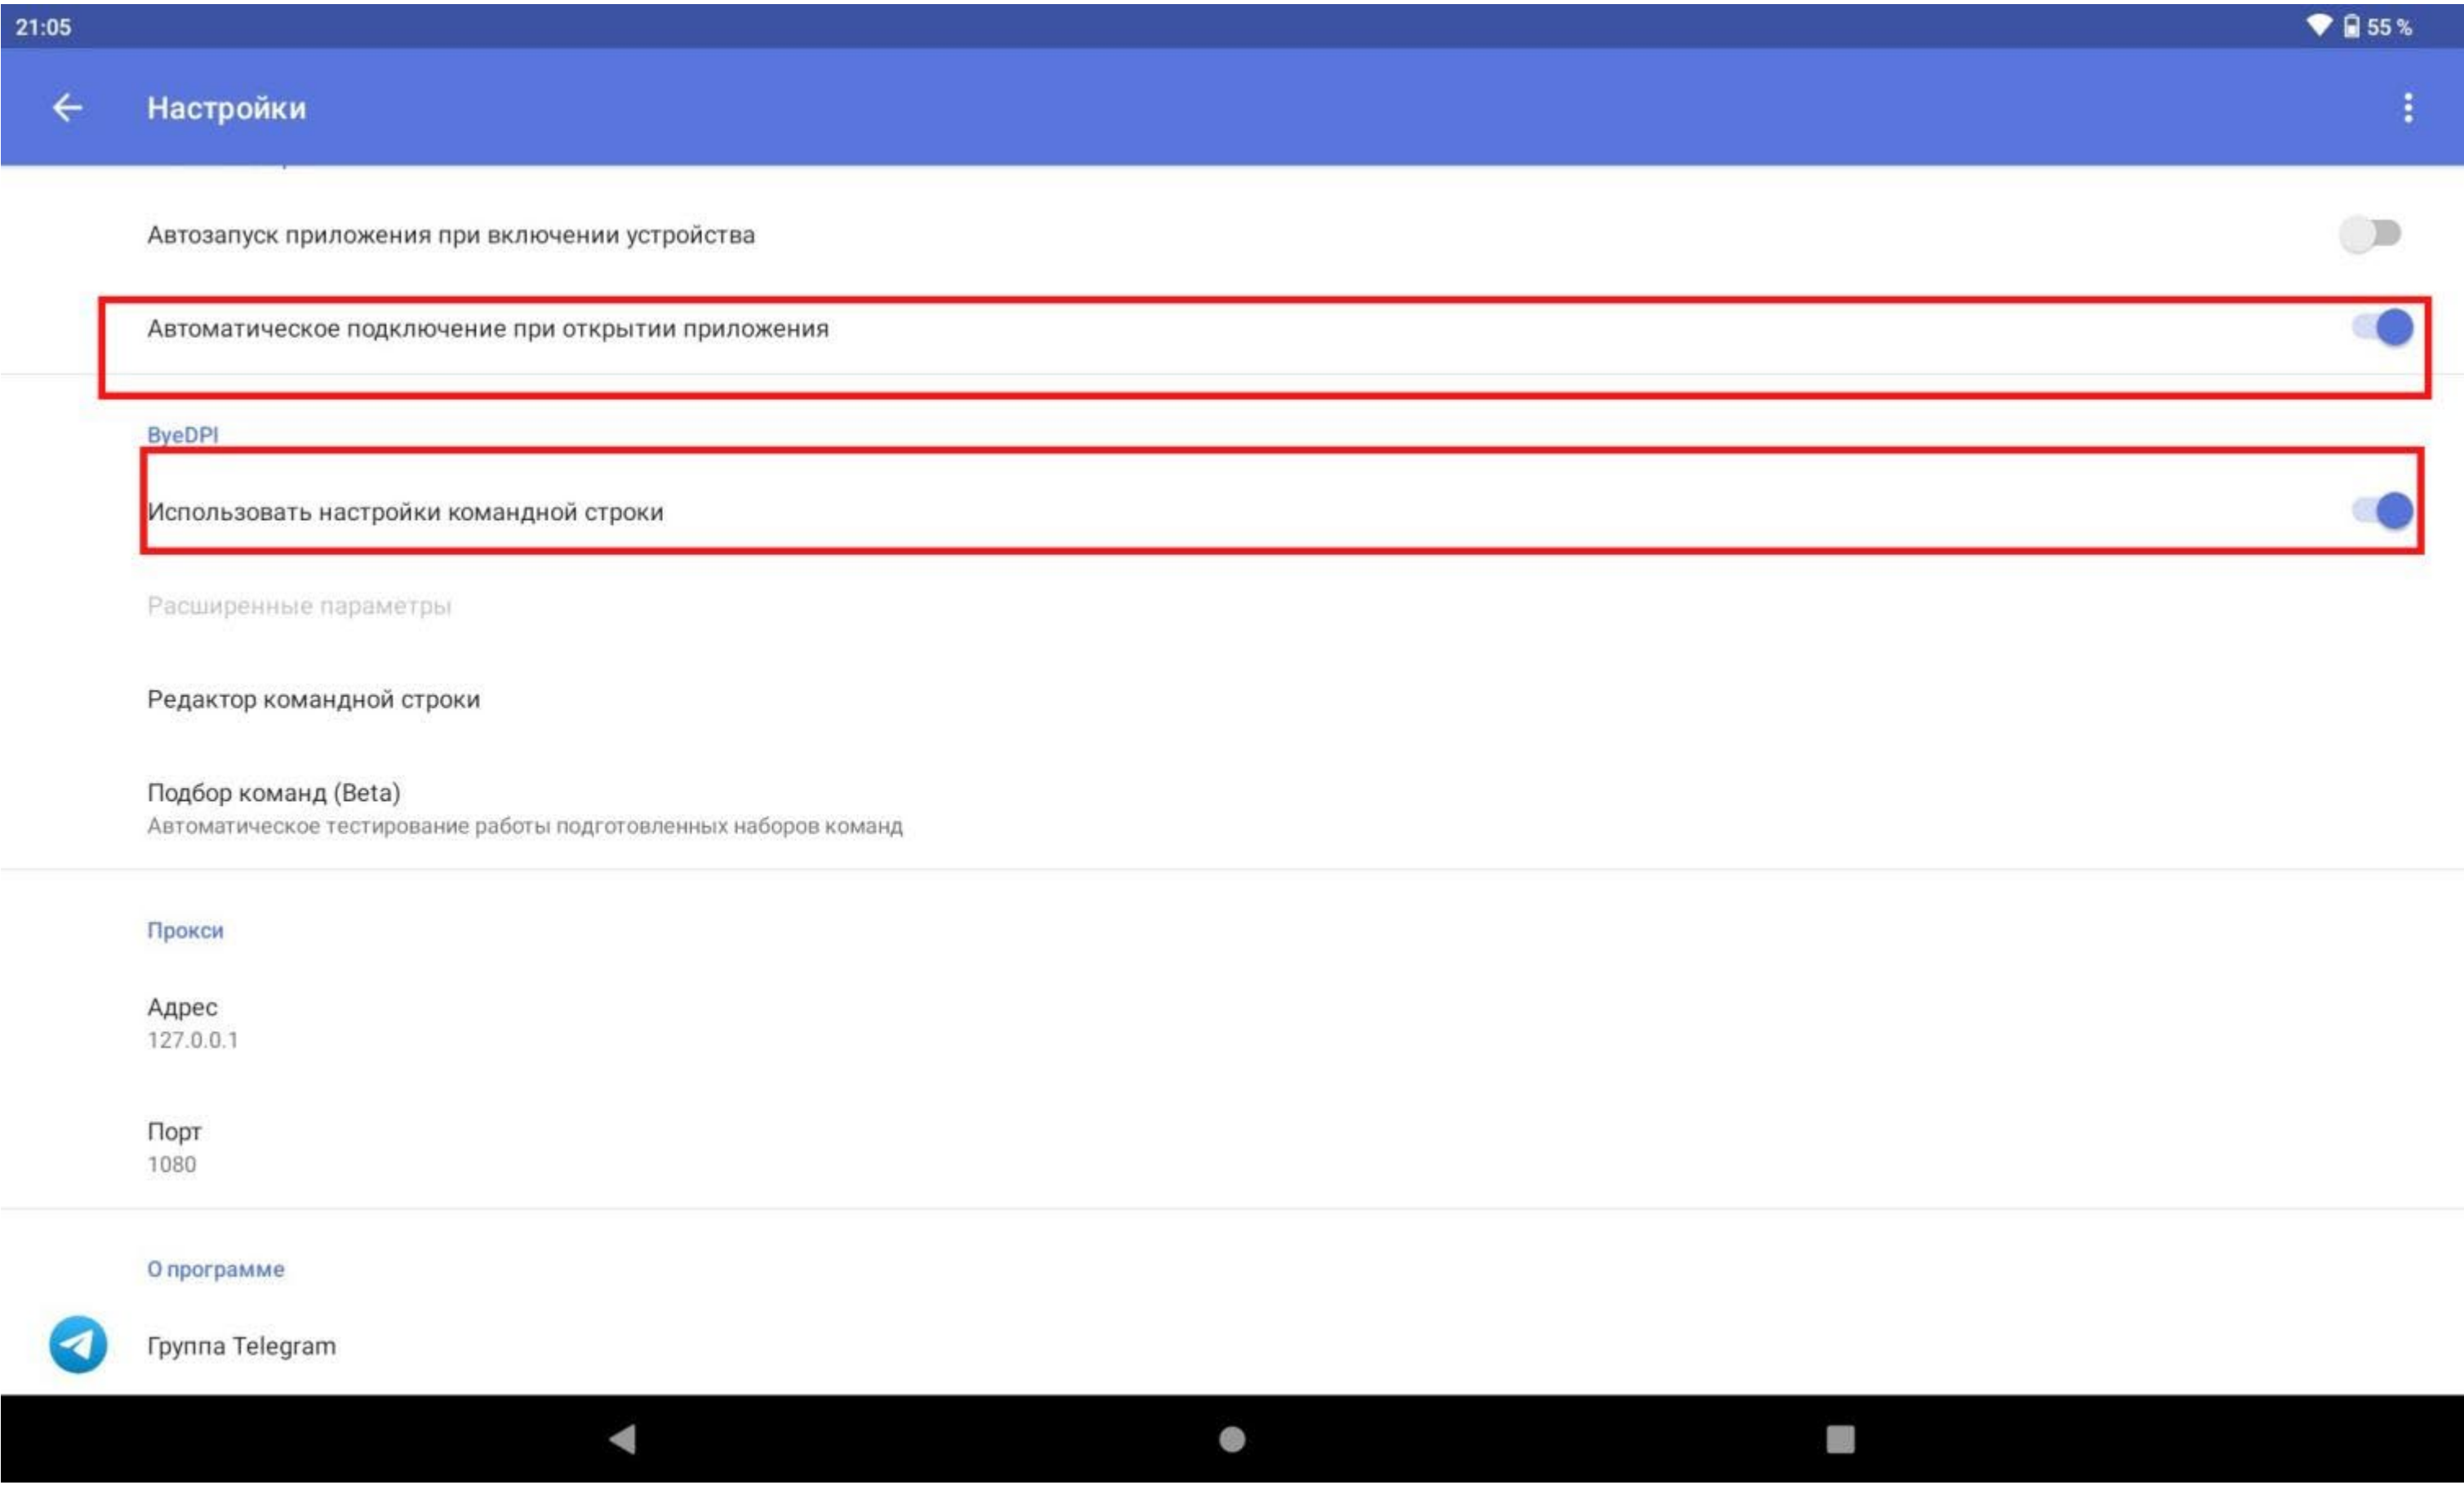 21:05
55 %
Настройки
Автозапуск приложения при включении устройства
Автоматическое подключение при открытии приложения
ByeDPI
Использовать настройки командной строки
Расширенные параметры
Редактор командной строки
Подбор команд (Beta)
Автоматическое тестирование работы подготовленных наборов команд
Прокси
Адрес
127.0.0.1
Порт
1080
О программе
Группа Telegram